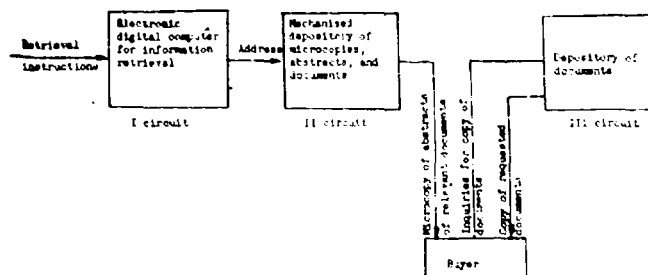 Retrieval
instructions
Electronic
digital computer
for information
retrieval
I circuit
Address
Mechanised
depository of
microcopies,
abstracts, and
documents
II circuit
Depository of
documents
III circuit
Microcopy of abstracts
of relevant documents
Inquiries for copy of
documents
Copy of requested
documents
Buyer